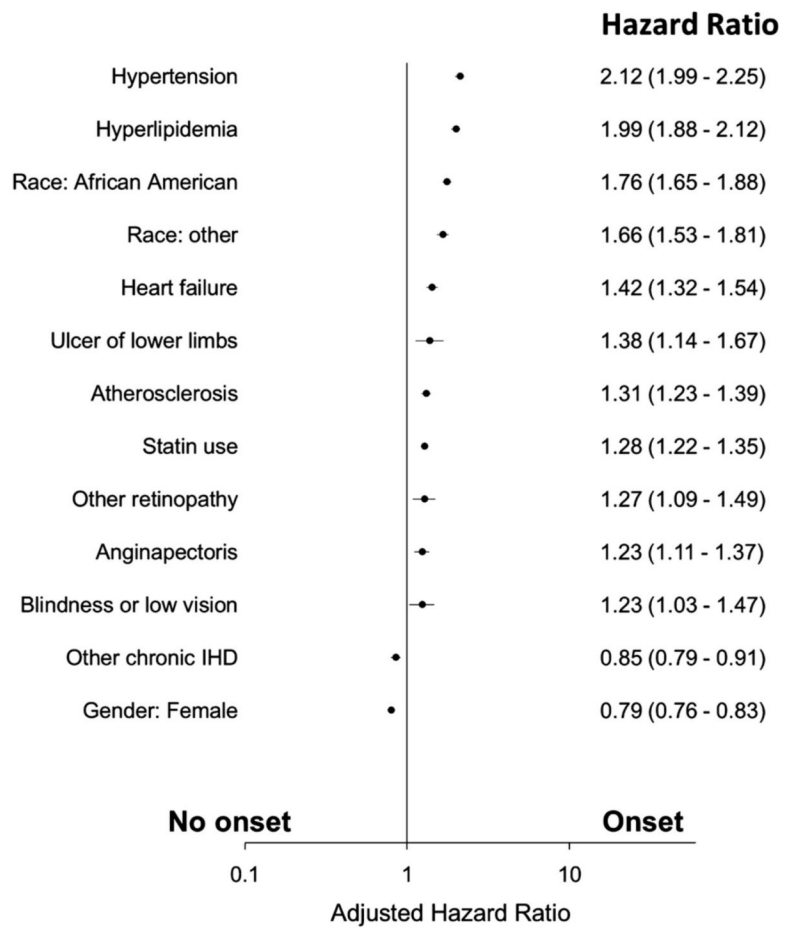 Hazard Ratio
Hypertension 2.12 (1.99 - 2.25)
Hyperlipidemia 1.99 (1.88 - 2.12)
Race: African American 1.76 (1.65 - 1.88)
Race: other 1.66 (1.53 - 1.81)
Heart failure 1.42 (1.32 - 1.54)
Ulcer of lower limbs 1.38 (1.14 - 1.67)
Atherosclerosis 1.31 (1.23 - 1.39)
Statin use 1.28 (1.22 - 1.35)
Other retinopathy 1.27 (1.09 - 1.49)
Anginapectoris 1.23 (1.11 - 1.37)
Blindness or low vision 1.23 (1.03 - 1.47)
Other chronic IHD 0.85 (0.79 - 0.91)
Gender: Female 0.79 (0.76 - 0.83)
No onset Onset
0.1 1 10
Adjusted Hazard Ratio